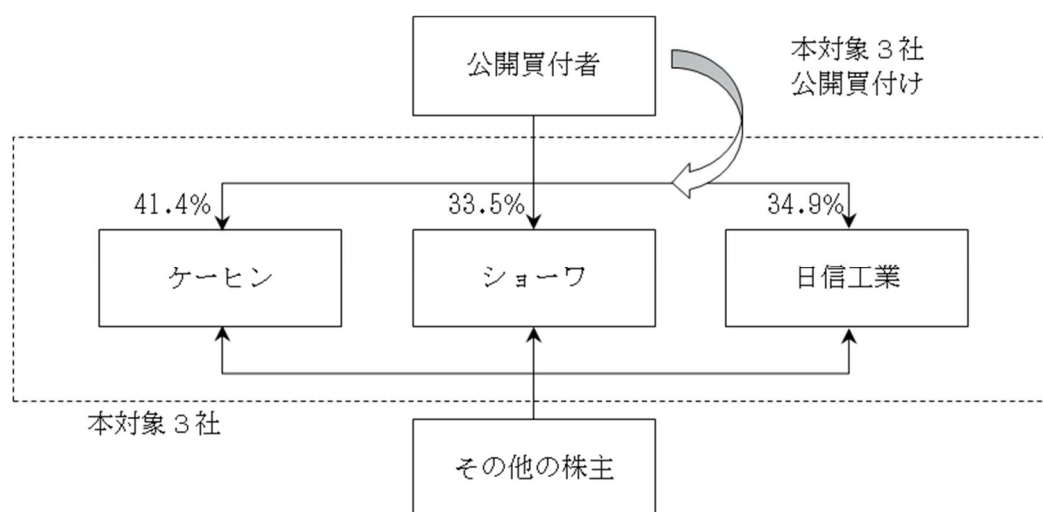 公開買付者
本対象３社
公開買付け
41.4%
33.5%
34.9%
ケーヒン
ショーワ
日信工業
本対象３社
その他の株主